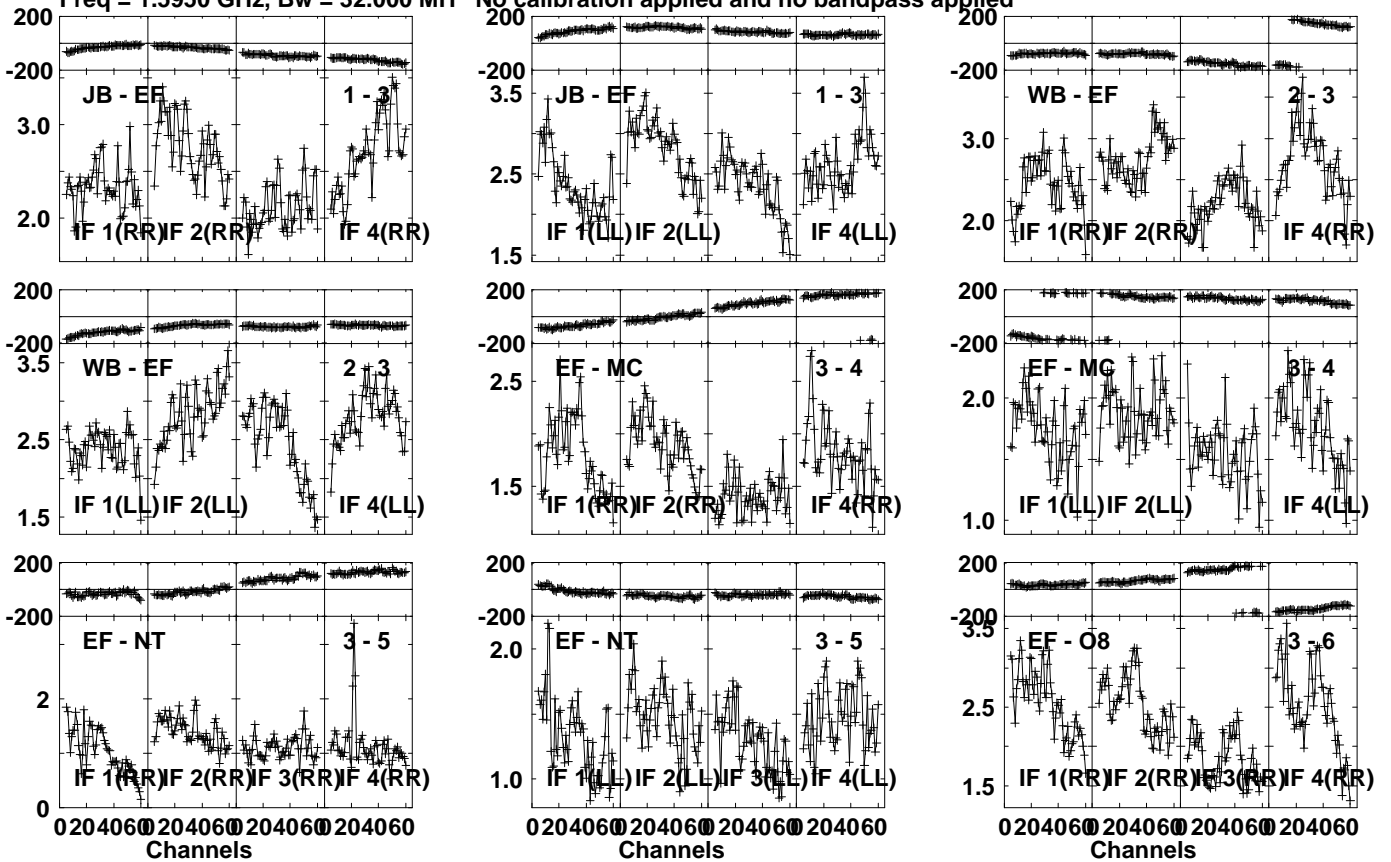 Freq = 1.5950 GHz, Bw = 32.000 MH No calibration applied and no bandpass applied
200
-200
JB - EF
1 - 3
3.0
2.0
IF 1(RR) IF 2(RR) IF 4(RR)
JB - EF
1 - 3
3.5
2.5
1.5
IF 1(LL) IF 2(LL) IF 4(LL)
200
-200
WB - EF
2 - 3
3.0
2.0
IF 1(RR) IF 2(RR) IF 4(RR)
200
-200
WB - EF
2 - 3
3.5
2.5
1.5
IF 1(LL) IF 2(LL) IF 4(LL)
200
-200
EF - MC
3 - 4
2.5
1.5
IF 1(RR) IF 2(RR) IF 4(RR)
200
-200
EF - MC
3 - 4
2.0
1.0
IF 1(LL) IF 2(LL) IF 4(LL)
200
-200
EF - NT
3 - 5
2
0
IF 1(RR) IF 2(RR) IF 3(RR) IF 4(RR)
0 20 40 60 0 20 40 60 0 20 40 60 0 20 40 60
Channels
EF - NT
3 - 5
2.0
1.0
IF 1(LL) IF 2(LL) IF 3(LL) IF 4(LL)
0 20 40 60 0 20 40 60 0 20 40 60 0 20 40 60
Channels
200
-200
EF - O8
3 - 6
3.5
2.5
1.5
IF 1(RR) IF 2(RR) IF 3(RR) IF 4(RR)
0 20 40 60 0 20 40 60 0 20 40 60 0 20 40 60
Channels